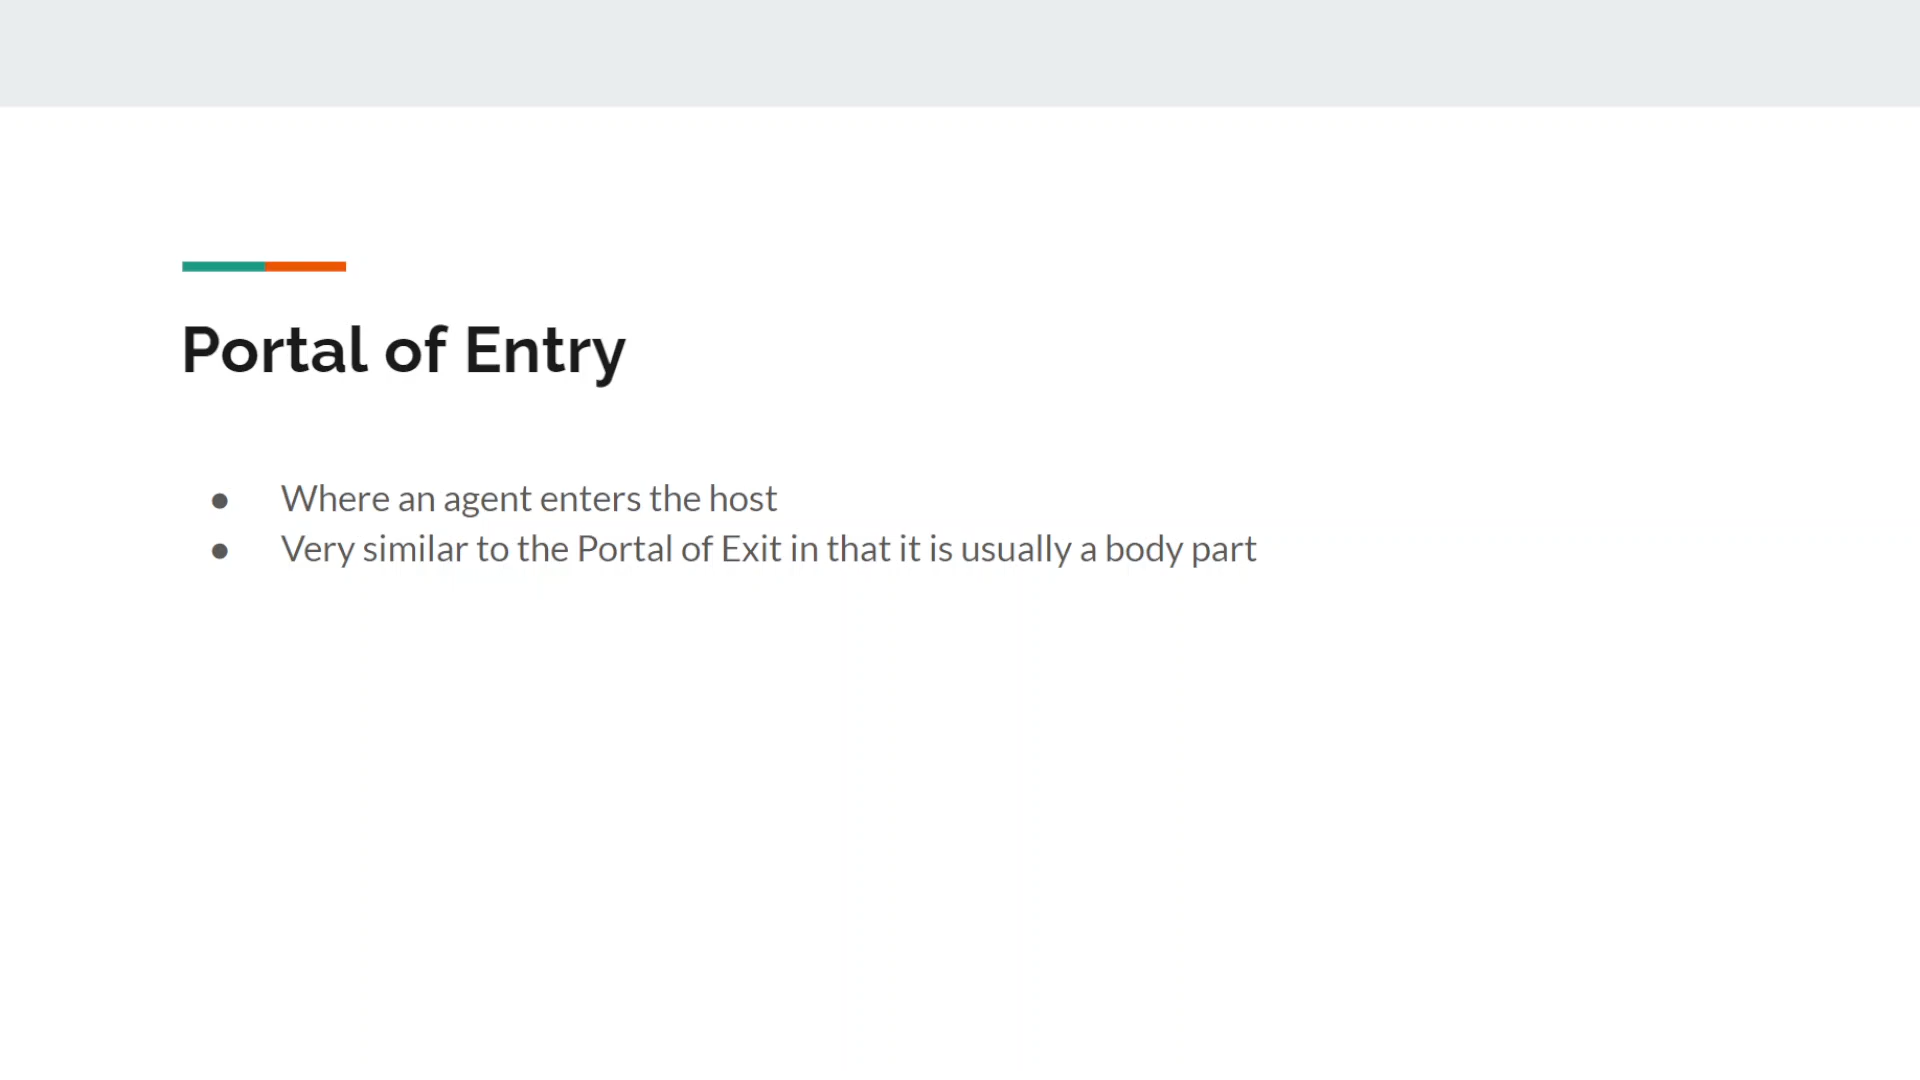 Portal of Entry
● Where an agent enters the host
● Very similar to the Portal of Exit in that it is usually a body part